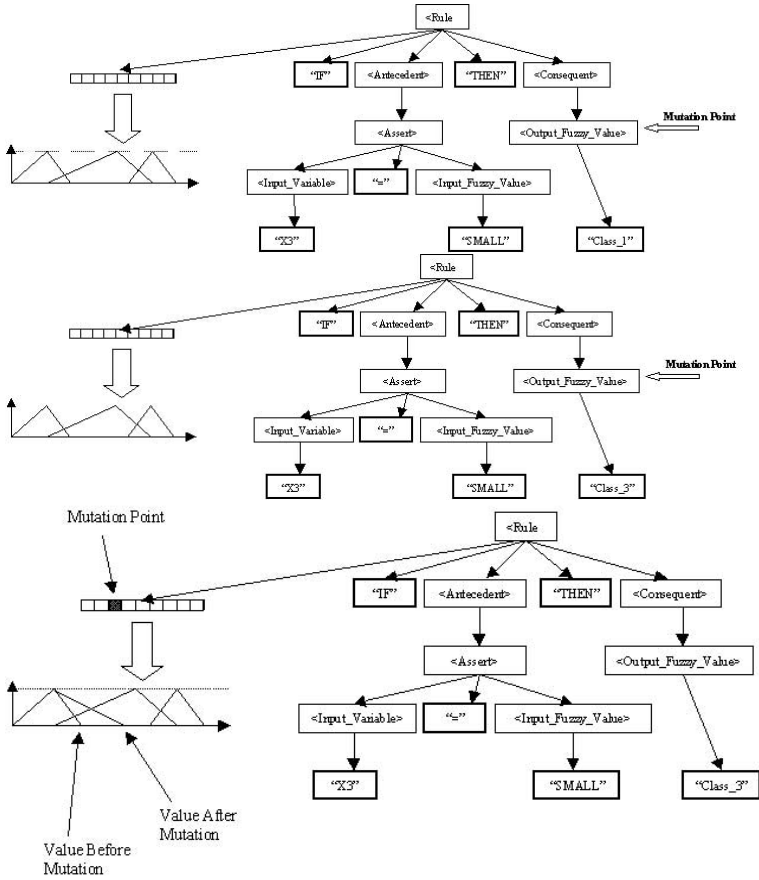 <Rule
"IF"
<Antecedent>
"THEN"
<Consequent>
<Assert>
<Output_Fuzzy_Value>
Mutation Point
<Input_Variable>
"="
<Input_Fuzzy_Value>
"X3"
"SMALL"
"Class_1"
<Rule
"IF"
<Antecedent>
"THEN"
<Consequent>
<Assert>
<Output_Fuzzy_Value>
Mutation Point
<Input_Variable>
"="
<Input_Fuzzy_Value>
"X3"
"SMALL"
"Class_3"
Mutation Point
<Rule
"IF"
<Antecedent>
"THEN"
<Consequent>
<Assert>
<Output_Fuzzy_Value>
<Input_Variable>
"="
<Input_Fuzzy_Value>
"X3"
"SMALL"
"Class_3"
Value After
Mutation
Value Before
Mutation